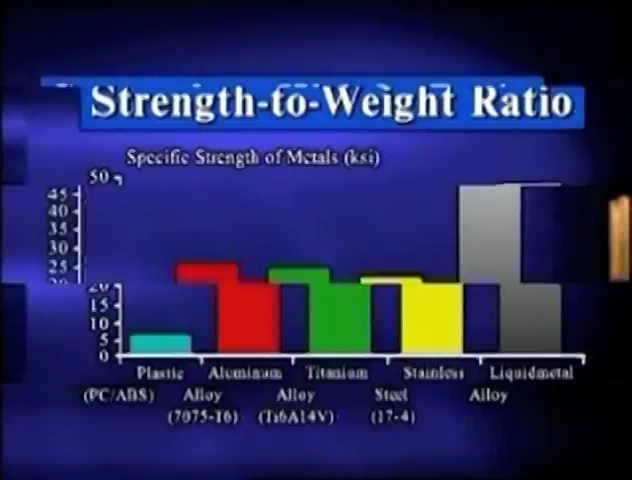 Strength-to-Weight Ratio
Specific Strength of Metals (ksi)
50
45
40
35
30
25
20
15
10
5
0
Plastic Aluminum Titanium Stainless Liquidmetal
(PC/ABS) Alloy Alloy Steel Alloy
(7075-T6) (Ti6A14V) (17-4)